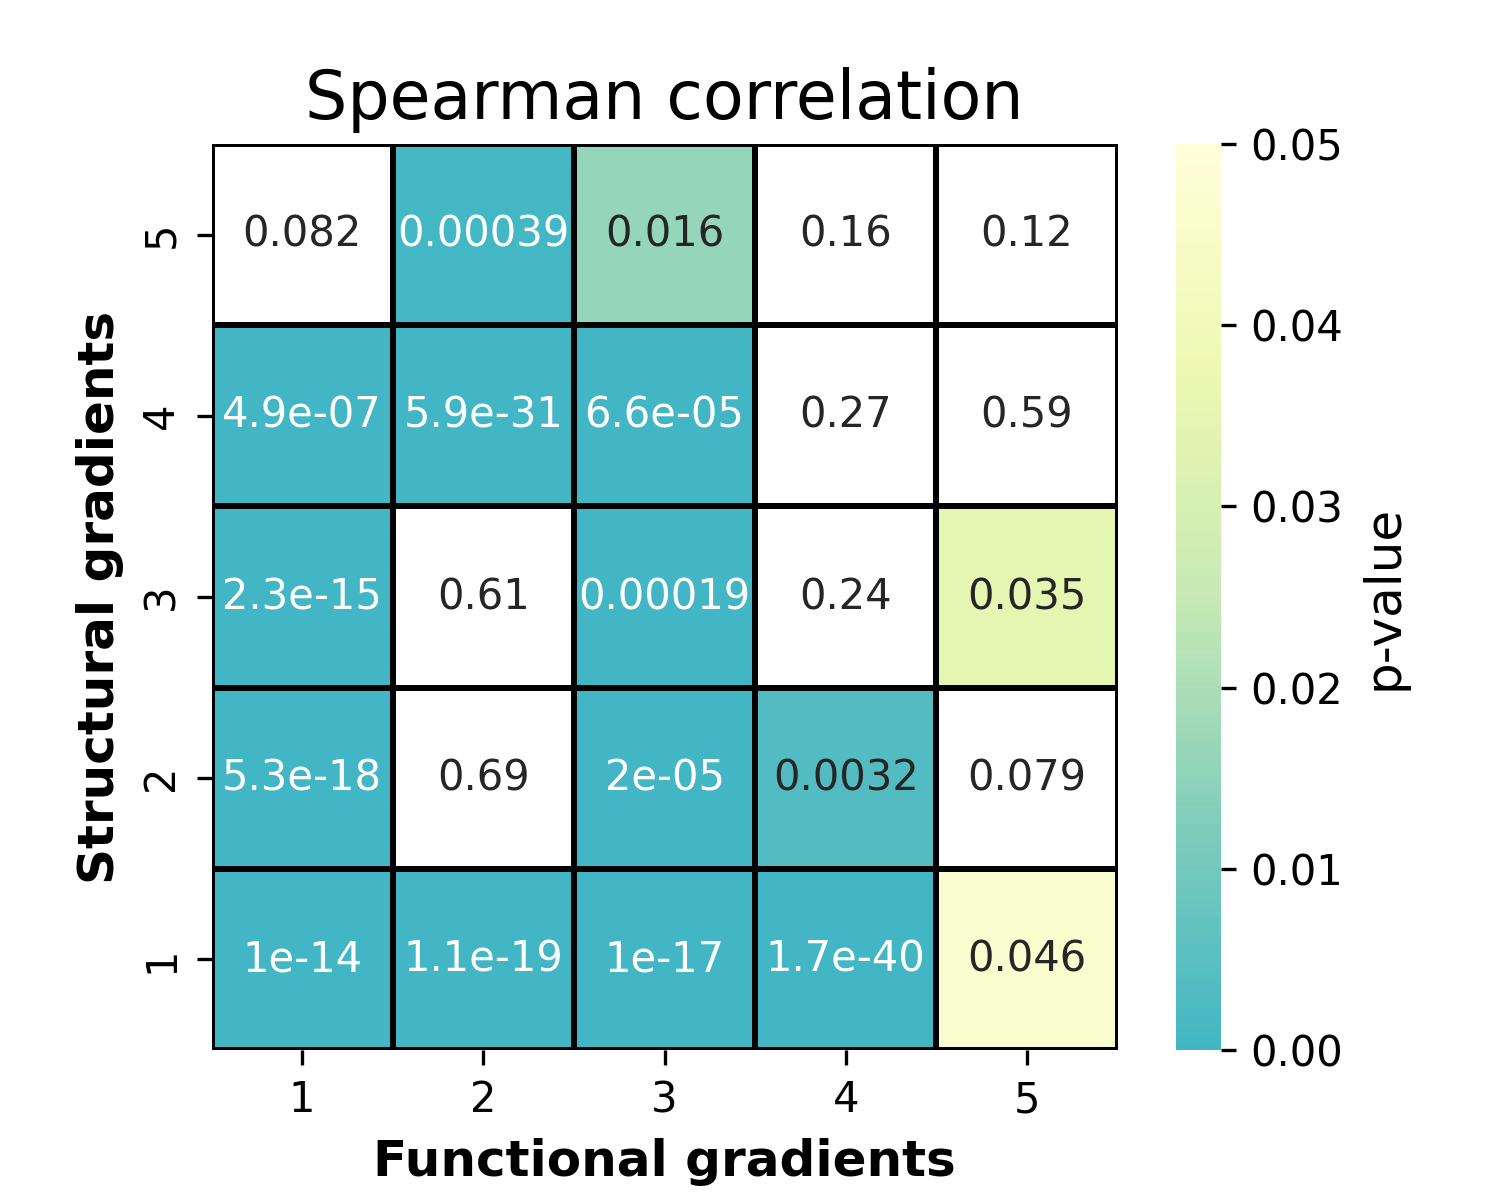 Spearman correlation
Structural gradients
5 0.082 0.00039 0.016 0.16 0.12
4 4.9e-07 5.9e-31 6.6e-05 0.27 0.59
3 2.3e-15 0.61 0.00019 0.24 0.035
2 5.3e-18 0.69 2e-05 0.0032 0.079
1 1e-14 1.1e-19 1e-17 1.7e-40 0.046
1 2 3 4 5
Functional gradients
0.05
0.04
0.03
0.02
0.01
0.00
p-value